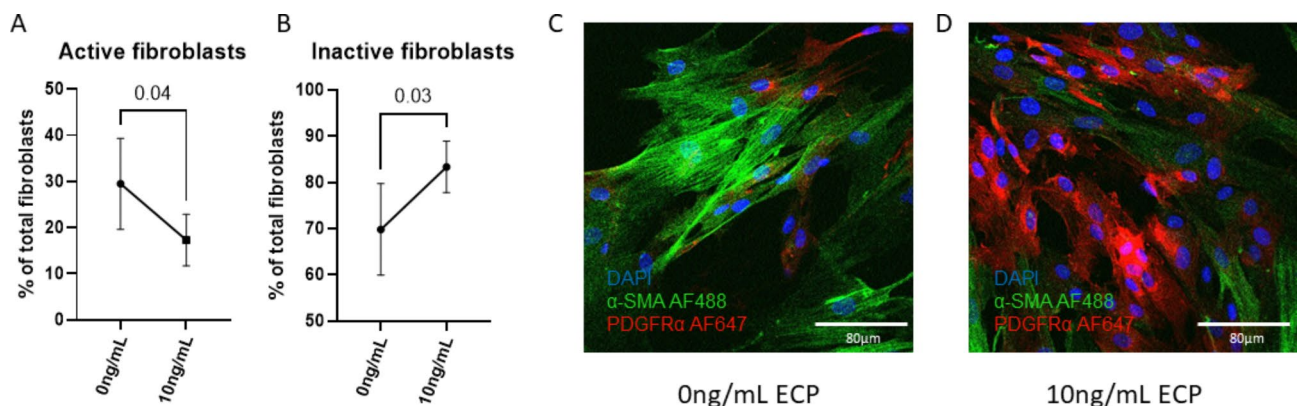 A
Active fibroblasts
% of total fibroblasts
50
40
30
20
10
0
0.04
0ng/mL
10ng/mL
B
Inactive fibroblasts
% of total fibroblasts
100
90
80
70
60
50
0.03
0ng/mL
10ng/mL
C
DAPI
α-SMA AF488
PDGFRα AF647
80μm
0ng/mL ECP
D
DAPI
α-SMA AF488
PDGFRα AF647
80μm
10ng/mL ECP